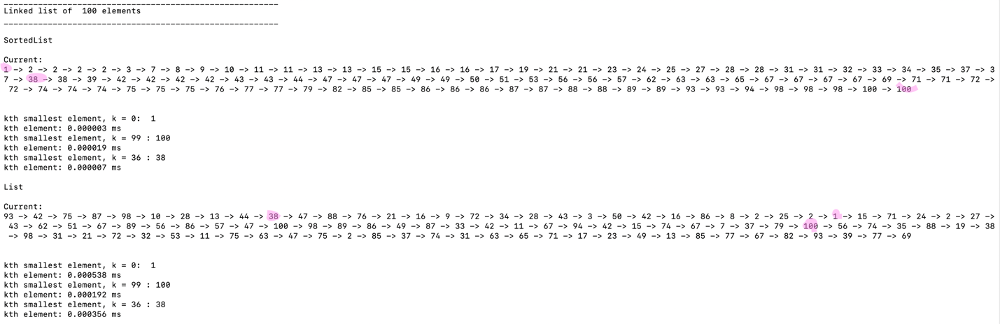 --------------------------------------------------------
Linked list of  100 elements
--------------------------------------------------------
SortedList
Current:
1 -> 2 -> 2 -> 2 -> 2 -> 3 -> 7 -> 8 -> 9 -> 10 -> 11 -> 11 -> 13 -> 13 -> 15 -> 15 -> 16 -> 16 -> 17 -> 19 -> 21 -> 21 -> 23 -> 24 -> 25 -> 27 -> 28 -> 28 -> 31 -> 31 -> 32 -> 33 -> 34 -> 35 -> 37 -> 3
7 -> 38 -> 38 -> 39 -> 42 -> 42 -> 42 -> 42 -> 43 -> 43 -> 44 -> 47 -> 47 -> 47 -> 49 -> 49 -> 50 -> 51 -> 53 -> 56 -> 56 -> 57 -> 62 -> 63 -> 63 -> 65 -> 67 -> 67 -> 67 -> 67 -> 69 -> 71 -> 71 -> 72 ->
72 -> 74 -> 74 -> 74 -> 75 -> 75 -> 75 -> 76 -> 77 -> 77 -> 79 -> 82 -> 85 -> 85 -> 86 -> 86 -> 86 -> 87 -> 87 -> 88 -> 88 -> 89 -> 89 -> 93 -> 93 -> 94 -> 98 -> 98 -> 98 -> 100 -> 100
kth smallest element, k = 0:  1
kth element: 0.000003 ms
kth smallest element, k = 99 : 100
kth element: 0.000019 ms
kth smallest element, k = 36 : 38
kth element: 0.000007 ms
List
Current:
93 -> 42 -> 75 -> 87 -> 98 -> 10 -> 28 -> 13 -> 44 -> 38 -> 47 -> 88 -> 76 -> 21 -> 16 -> 9 -> 72 -> 34 -> 28 -> 43 -> 3 -> 50 -> 42 -> 16 -> 86 -> 8 -> 2 -> 25 -> 2 -> 1 -> 15 -> 71 -> 24 -> 2 -> 27 ->
43 -> 62 -> 51 -> 67 -> 89 -> 56 -> 86 -> 57 -> 47 -> 100 -> 98 -> 89 -> 86 -> 49 -> 87 -> 33 -> 42 -> 11 -> 67 -> 94 -> 42 -> 15 -> 74 -> 67 -> 7 -> 37 -> 79 -> 100 -> 56 -> 74 -> 35 -> 88 -> 19 -> 38
-> 98 -> 31 -> 21 -> 72 -> 32 -> 53 -> 11 -> 75 -> 63 -> 47 -> 75 -> 2 -> 85 -> 37 -> 74 -> 31 -> 63 -> 65 -> 71 -> 17 -> 23 -> 49 -> 13 -> 85 -> 77 -> 67 -> 82 -> 93 -> 39 -> 77 -> 69
kth smallest element, k = 0:  1
kth element: 0.000538 ms
kth smallest element, k = 99 : 100
kth element: 0.000192 ms
kth smallest element, k = 36 : 38
kth element: 0.000356 ms